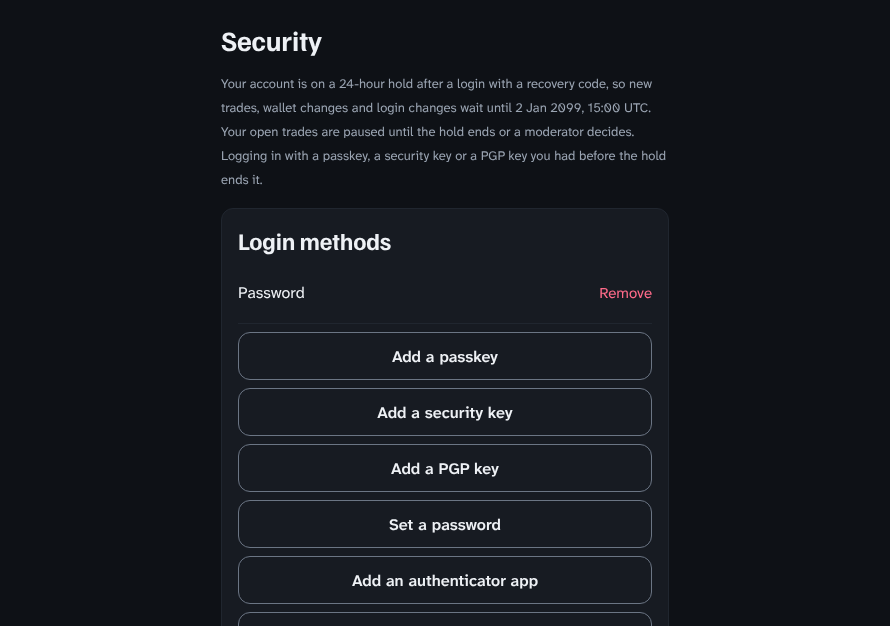 Security
Your account is on a 24-hour hold after a login with a recovery code, so new
trades, wallet changes and login changes wait until 2 Jan 2099, 15:00 UTC.
Your open trades are paused until the hold ends or a moderator decides.
Logging in with a passkey, a security key or a PGP key you had before the hold
ends it.
Login methods
Password
Remove
Add a passkey
Add a security key
Add a PGP key
Set a password
Add an authenticator app